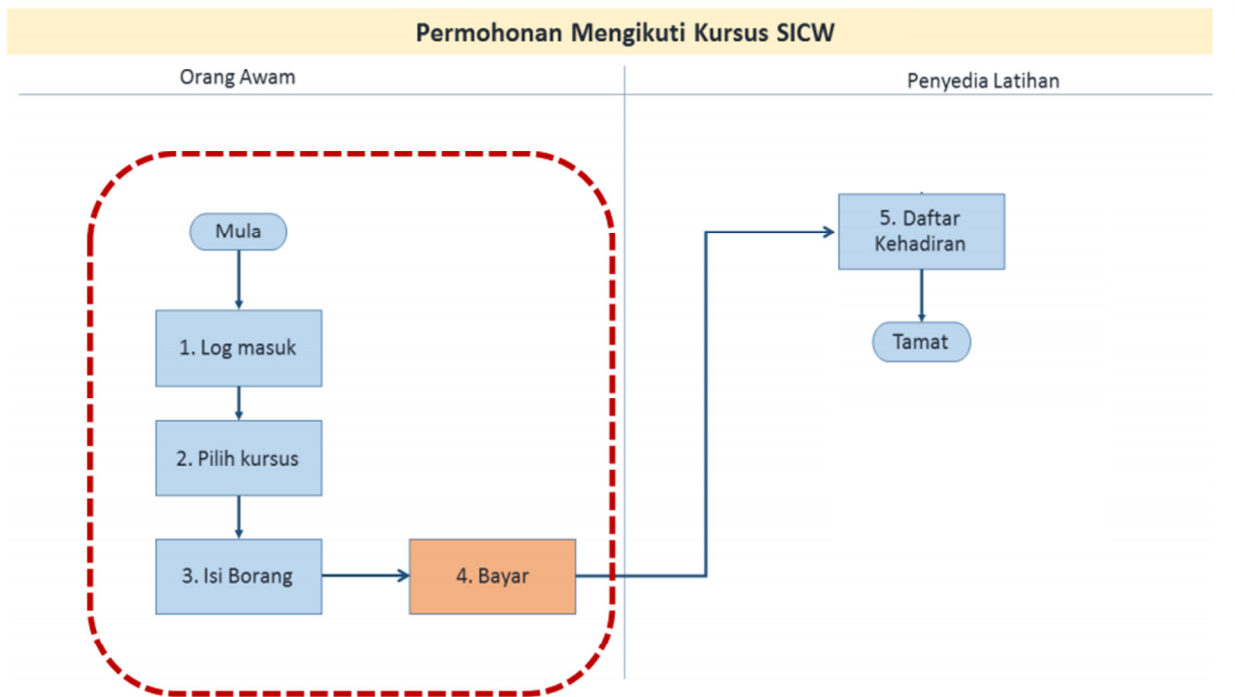 Permohonan Mengikuti Kursus SICW
Orang Awam
Penyedia Latihan
Mula
1. Log masuk
2. Pilih kursus
3. Isi Borang
4. Bayar
5. Daftar
Kehadiran
Tamat